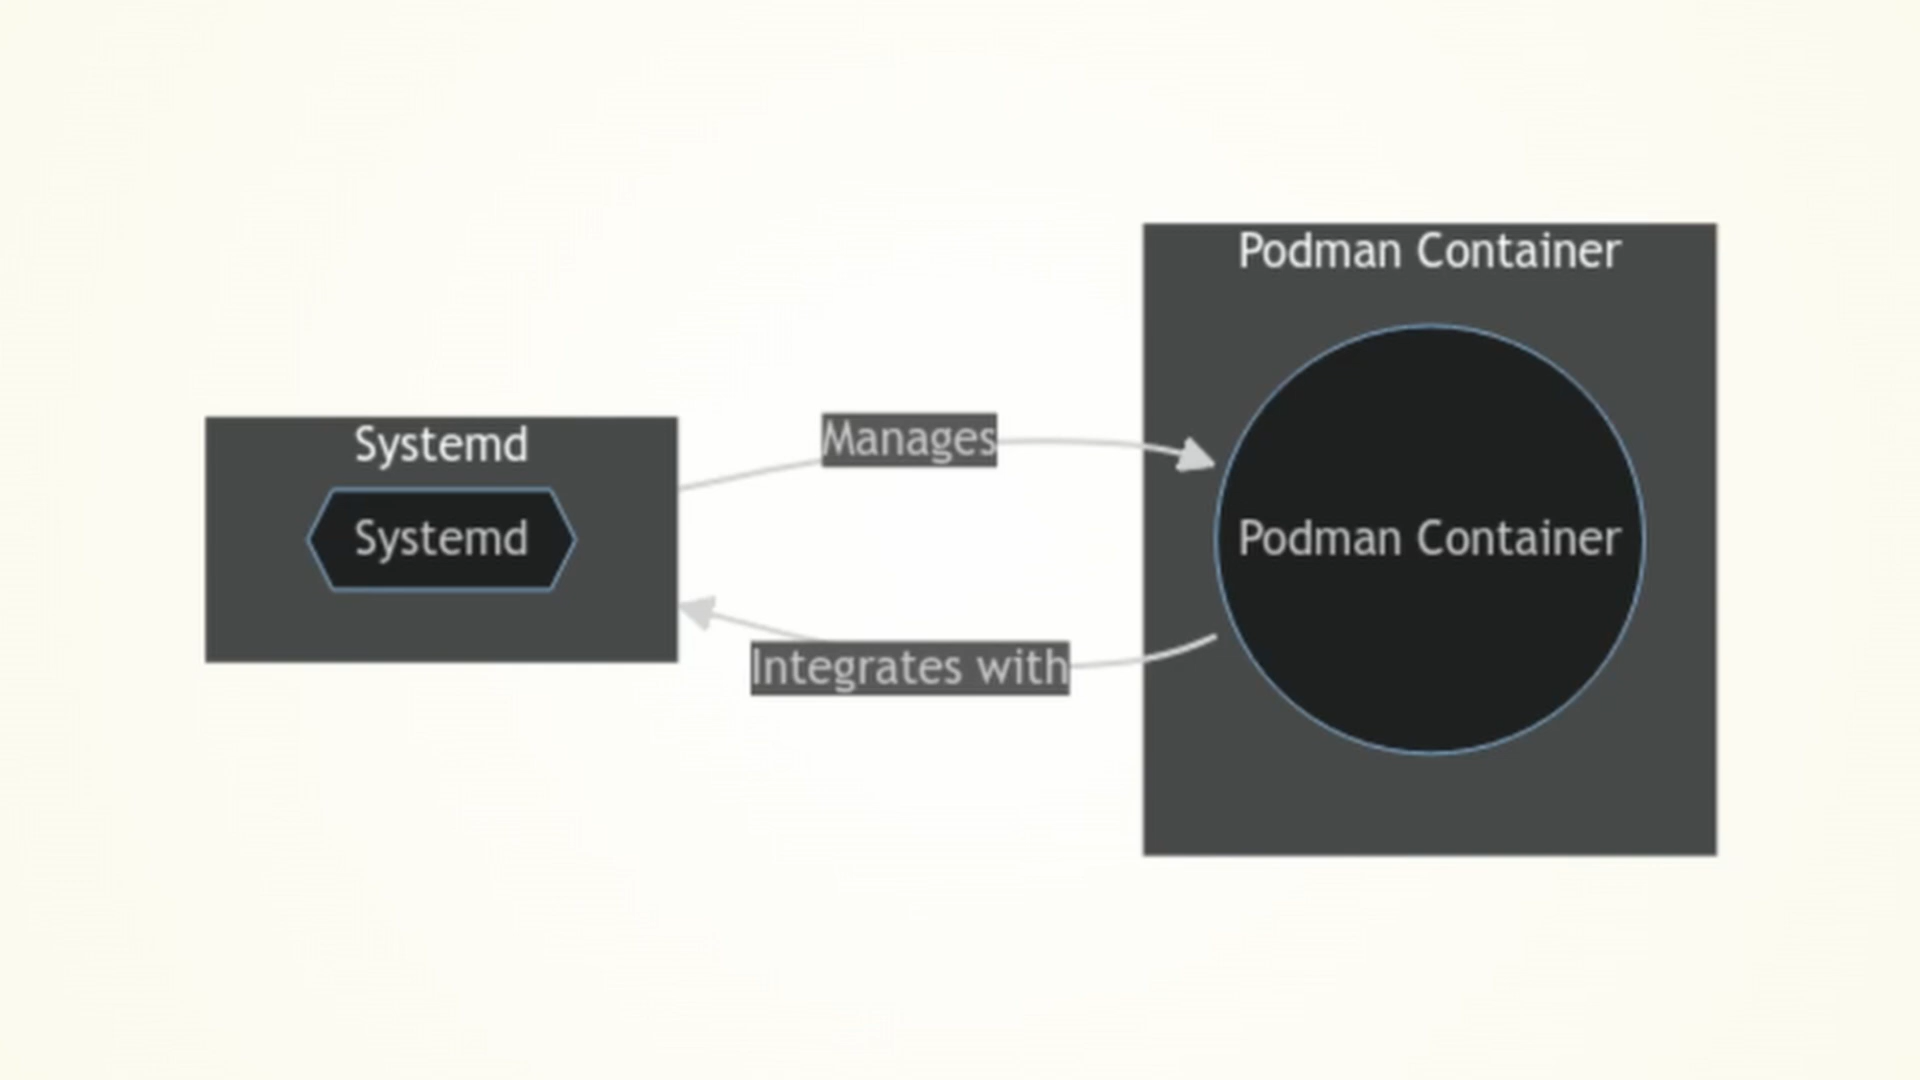 Systemd
Systemd
Manages
Integrates with
Podman Container
Podman Container